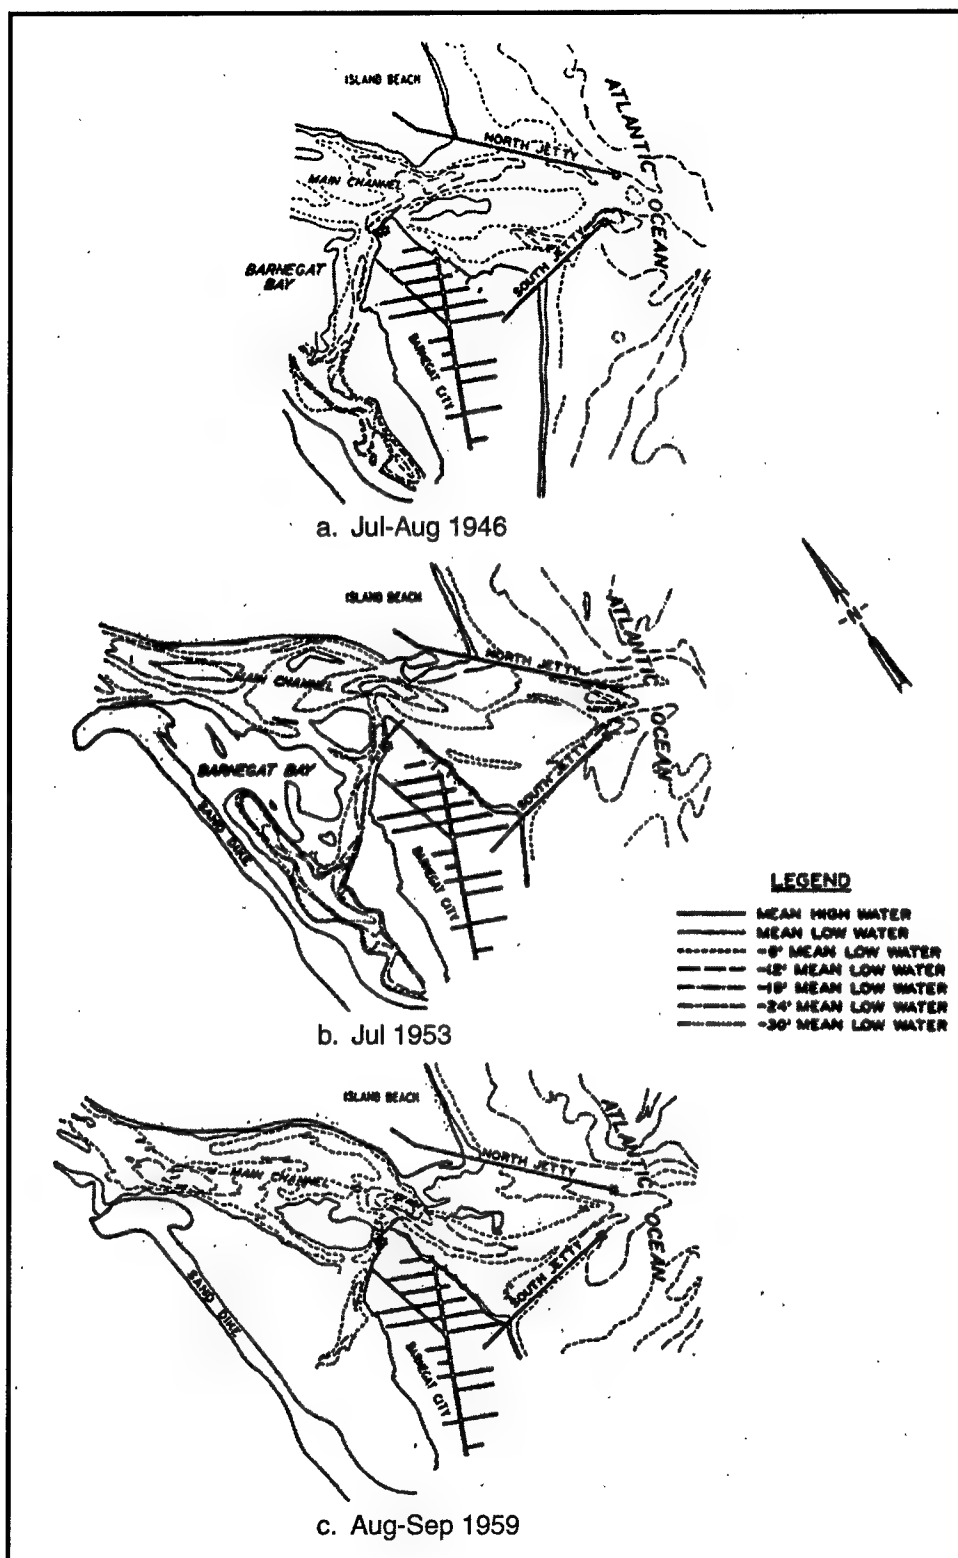 ISLAND BEACH
ATLANTIC
OCEAN
NORTH JETTY
MAIN CHANNEL
BARNEGAT
BAY
SOUTH JETTY
BARNEGAT
CITY
a. Jul-Aug 1946
ISLAND BEACH
ATLANTIC
OCEAN
NORTH JETTY
MAIN CHANNEL
BARNEGAT BAY
SAND DIKE
SOUTH JETTY
BARNEGAT
CITY
b. Jul 1953
N
LEGEND
MEAN HIGH WATER
MEAN LOW WATER
-6' MEAN LOW WATER
-12' MEAN LOW WATER
-18' MEAN LOW WATER
-24' MEAN LOW WATER
-30' MEAN LOW WATER
ISLAND BEACH
ATLANTIC
OCEAN
NORTH JETTY
MAIN CHANNEL
SAND DIKE
SOUTH JETTY
BARNEGAT
CITY
c. Aug-Sep 1959